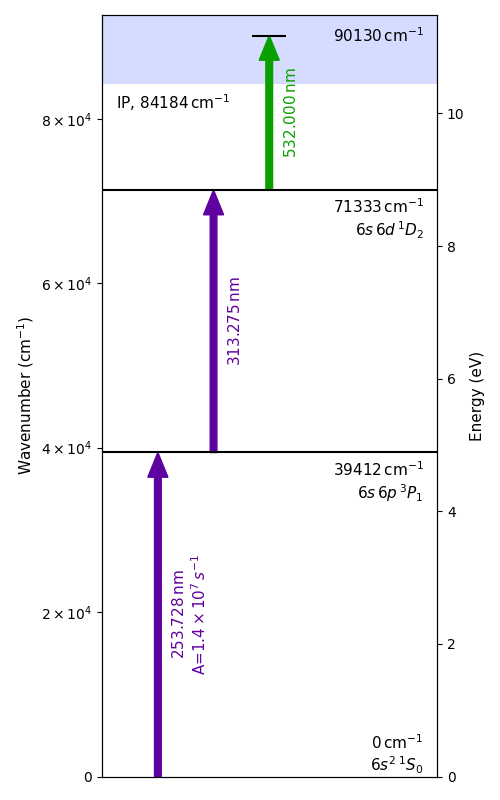 90130 cm⁻¹
IP, 84184 cm⁻¹
532.000 nm
71333 cm⁻¹
6s 6d ¹D₂
313.275 nm
39412 cm⁻¹
6s 6p ³P₁
253.728 nm
A=1.4 × 10⁷ s⁻¹
0 cm⁻¹
6s² ¹S₀
Wavenumber (cm⁻¹)
8 × 10⁴
6 × 10⁴
4 × 10⁴
2 × 10⁴
0
Energy (eV)
10
8
6
4
2
0